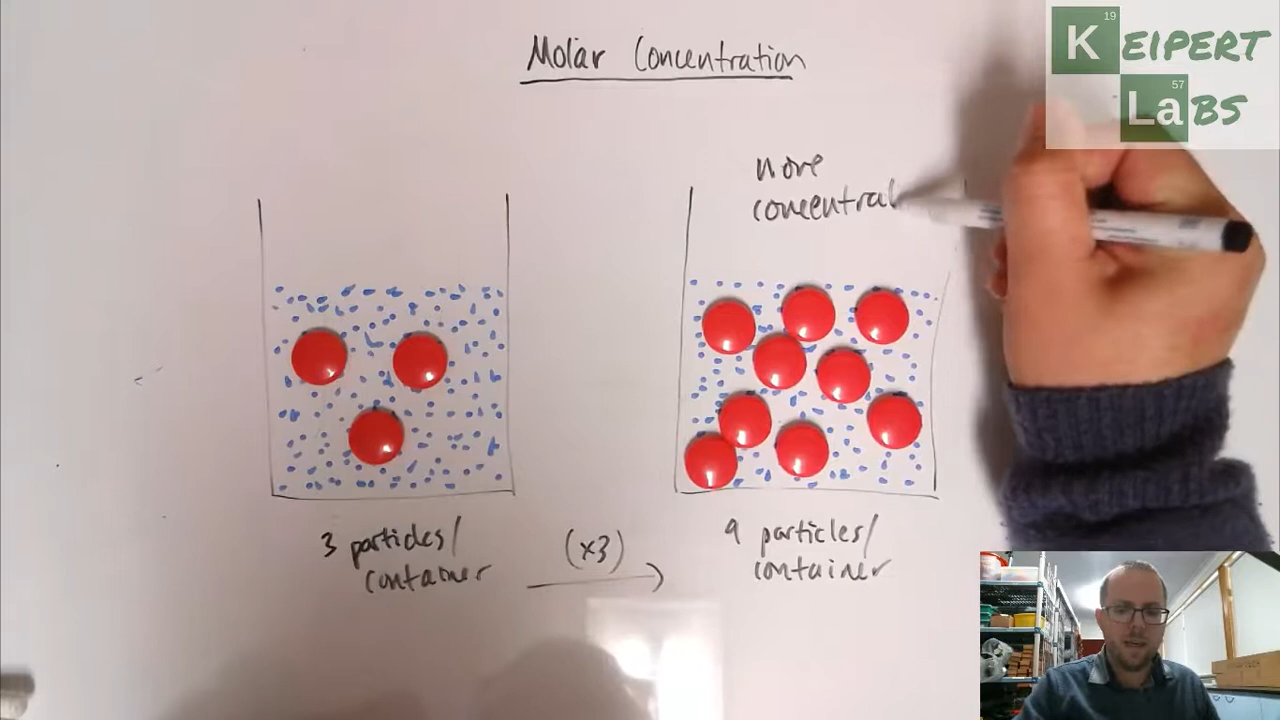 Molar Concentration
19
KEIPERT
57
LaBS
more
concentrat
3 particles/
container
(x3)
9 particles/
container